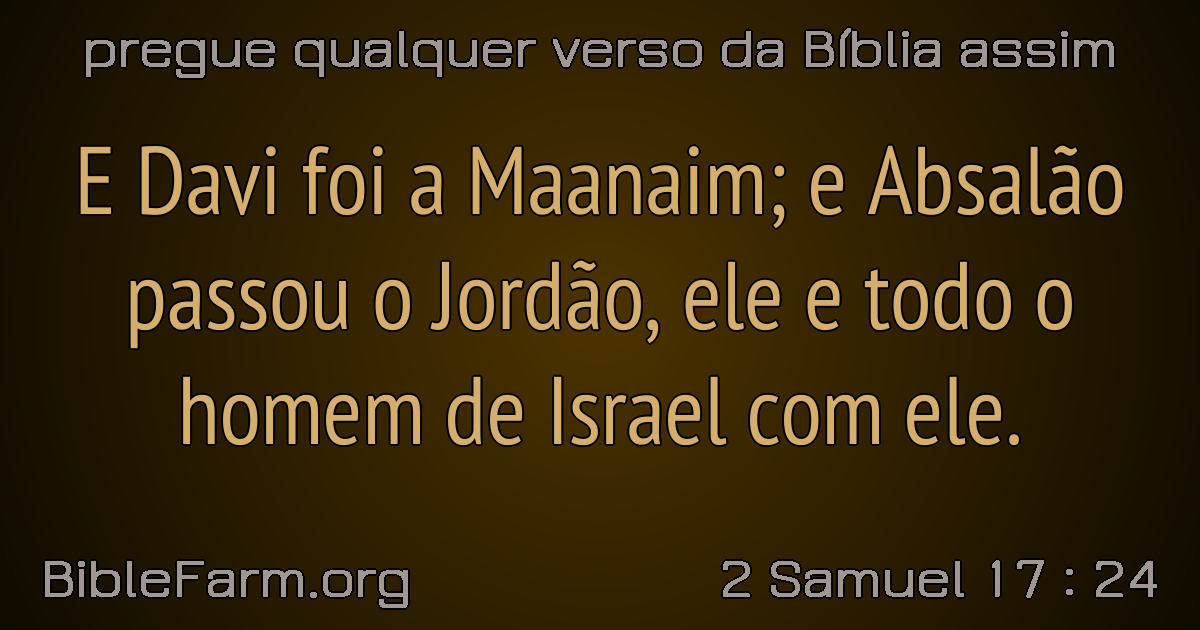 pregue qualquer verso da Bíblia assim
E Davi foi a Maanaim; e Absalão
passou o Jordão, ele e todo o
homem de Israel com ele.
BibleFarm.org
2 Samuel 17 : 24